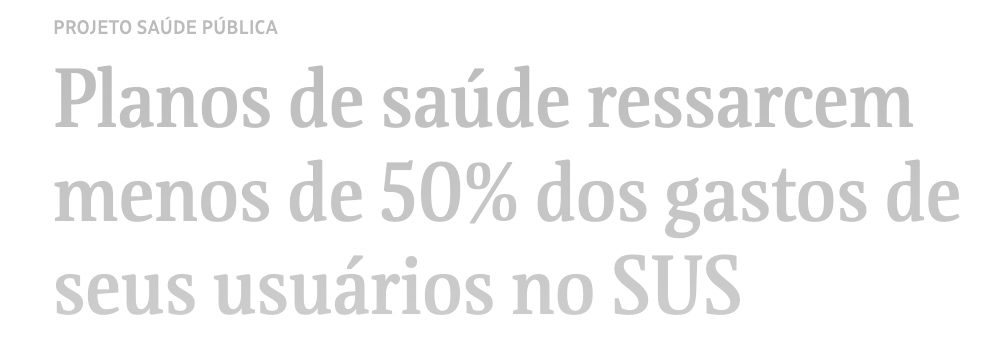 PROJETO SAÚDE PÚBLICA
Planos de saúde ressarcem
menos de 50% dos gastos de
seus usuários no SUS